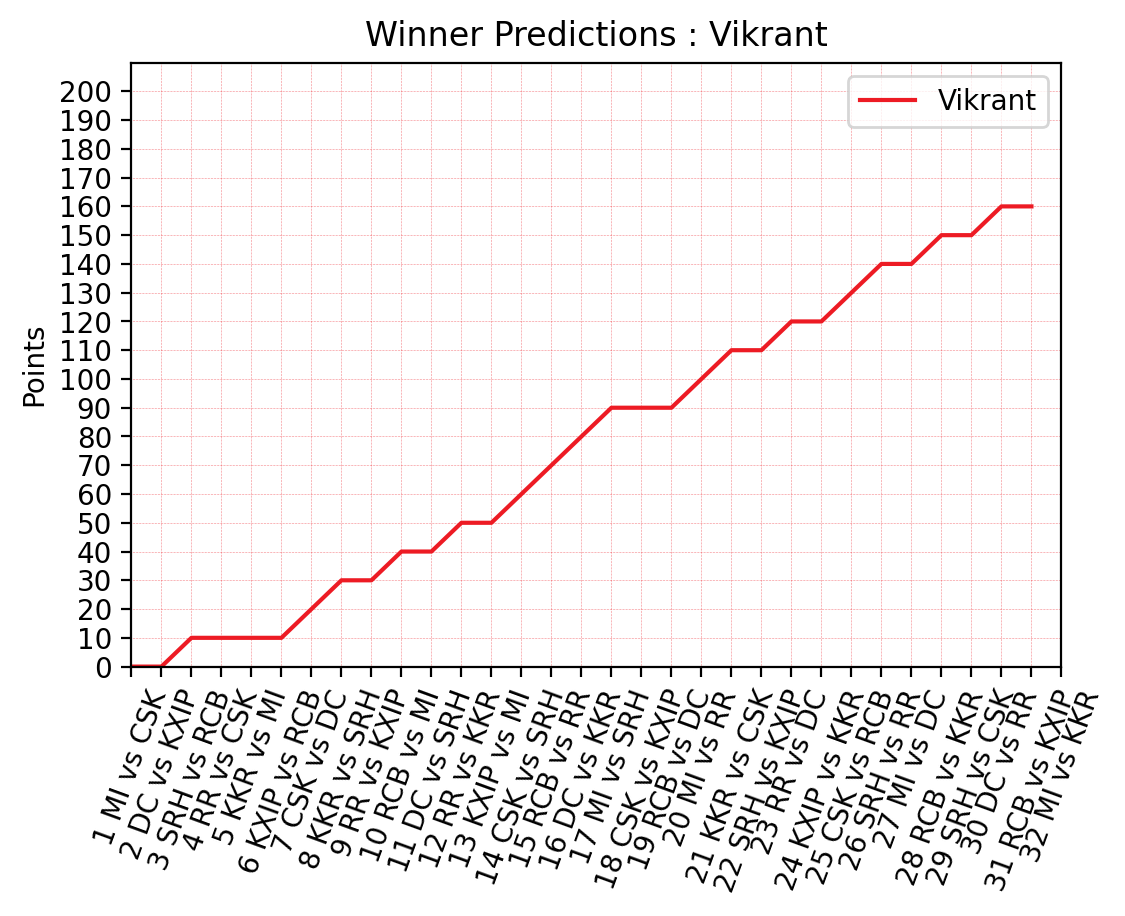 Winner Predictions : Vikrant
Vikrant
Points
200
190
180
170
160
150
140
130
120
110
100
90
80
70
60
50
40
30
20
10
0
1 MI vs CSK
2 DC vs KXIP
3 SRH vs RCB
4 RR vs CSK
5 KKR vs MI
6 KXIP vs RCB
7 CSK vs DC
8 KKR vs SRH
9 RR vs KXIP
10 RCB vs MI
11 DC vs SRH
12 RR vs KKR
13 KXIP vs MI
14 CSK vs SRH
15 RCB vs RR
16 DC vs KKR
17 MI vs SRH
18 CSK vs KXIP
19 RCB vs DC
20 MI vs RR
21 KKR vs CSK
22 SRH vs KXIP
23 RR vs DC
24 KXIP vs KKR
25 CSK vs RCB
26 SRH vs RR
27 MI vs DC
28 RCB vs KKR
29 SRH vs CSK
30 DC vs RR
31 RCB vs KXIP
32 MI vs KKR